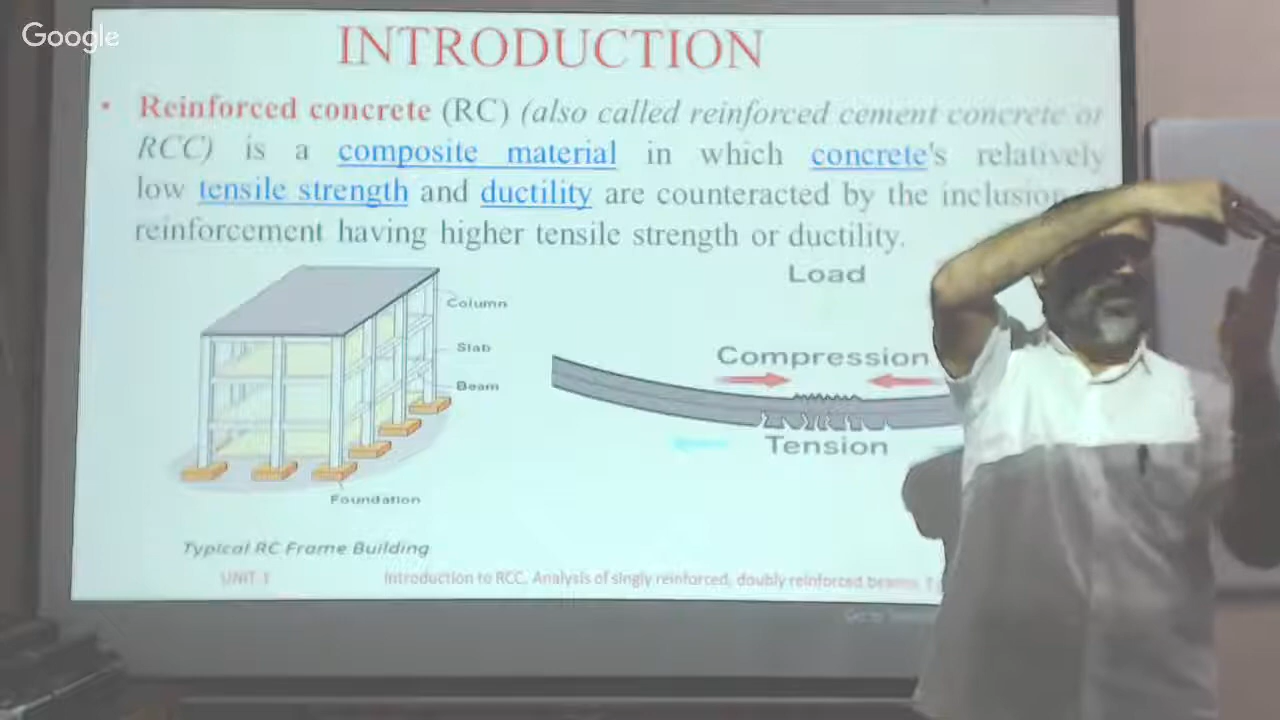 Google
INTRODUCTION
• Reinforced concrete (RC) (also called reinforced cement concrete or
RCC) is a composite material in which concrete's relatively
low tensile strength and ductility are counteracted by the inclusion
reinforcement having higher tensile strength or ductility.
Load
Column
Compression
Slab
Beam
Tension
Foundation
Typical RC Frame Building
UNIT 1
Introduction to RCC. Analysis of singly reinforced, doubly reinforced beams